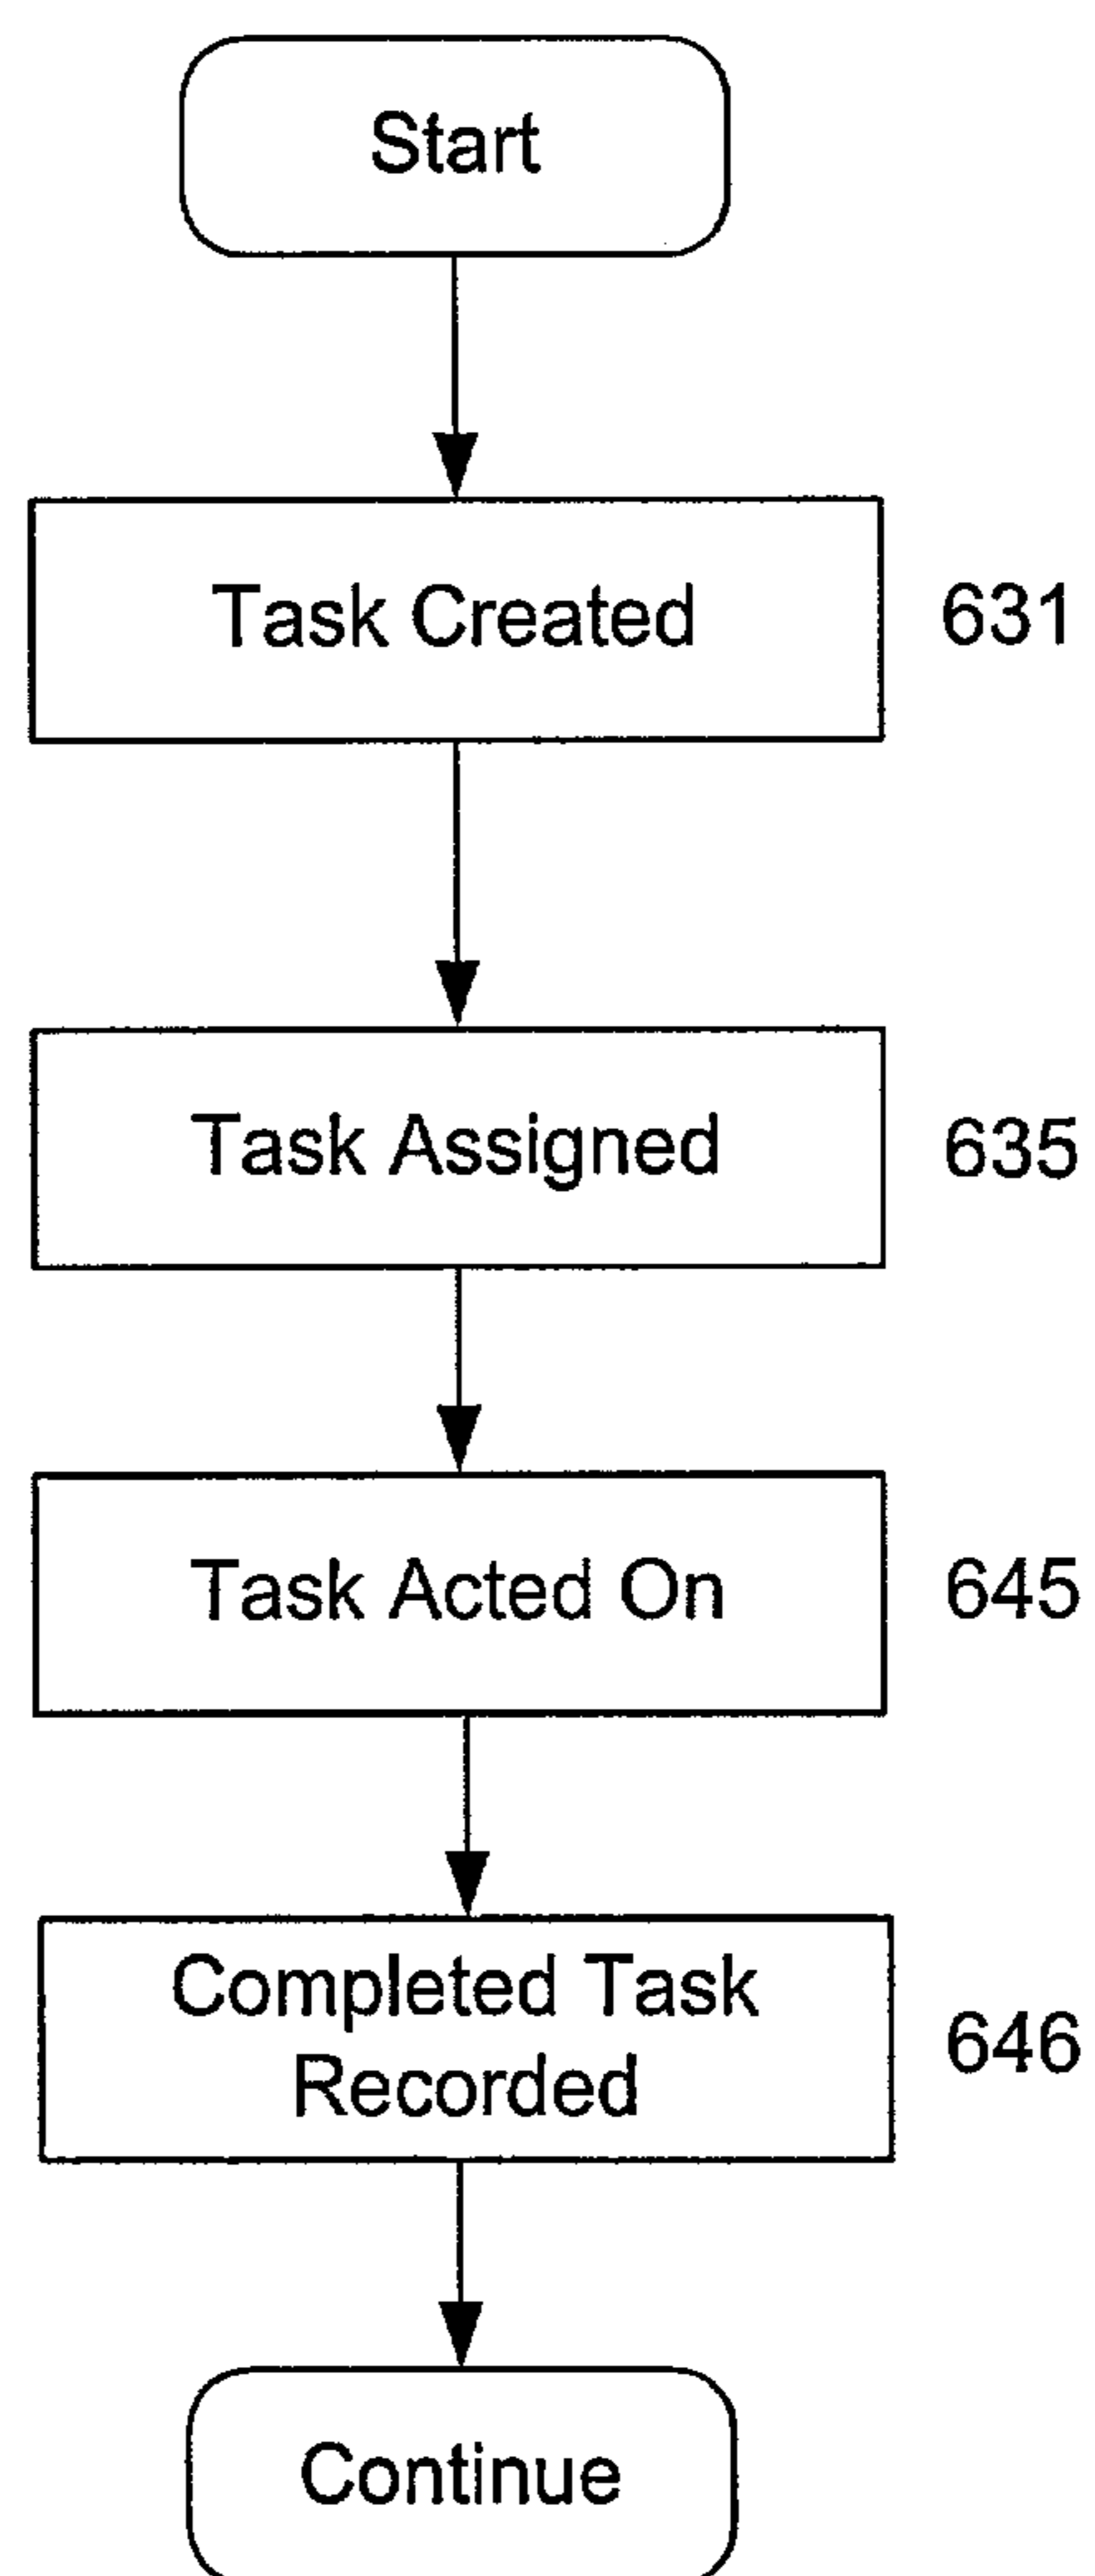 Start
Task Created 631
Task Assigned 635
Task Acted On 645
Completed Task
Recorded
646
Continue